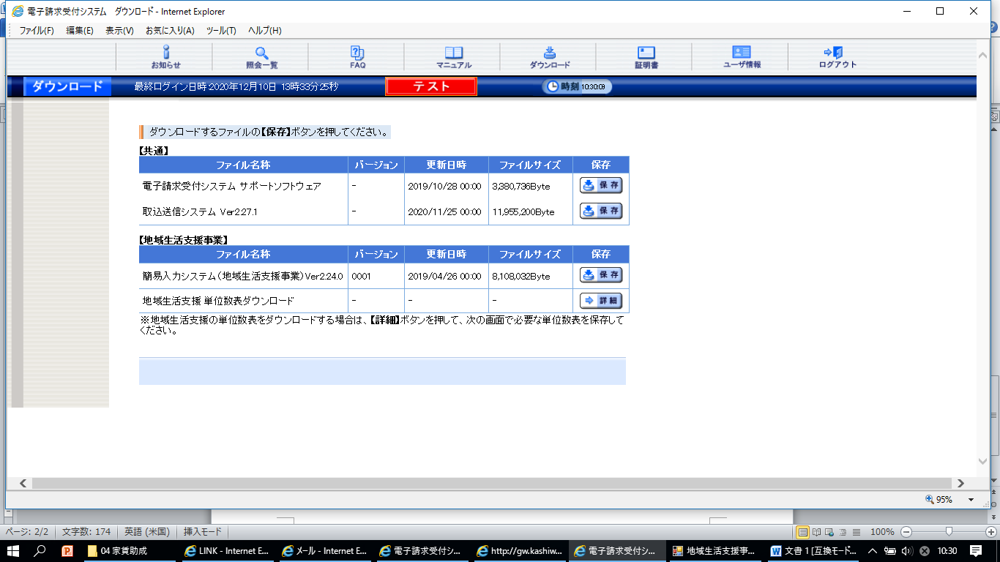 電子請求受付システム ダウンロード - Internet Explorer
ファイル(F) 編集(E) 表示(V) お気に入り(A) ツール(T) ヘルプ(H)
お知らせ 照会一覧 FAQ マニュアル ダウンロード 証明書 ユーザ情報 ログアウト
ダウンロード 最終ログイン日時:2020年12月10日 13時33分25秒 テスト 時刻 10:30:09
ダウンロードするファイルの【保存】ボタンを押してください。
【共通】
ファイル名称 バージョン 更新日時 ファイルサイズ 保存
電子請求受付システム サポートソフトウェア - 2019/10/28 00:00 3,380,736Byte 保存
取込送信システム Ver2.27.1 - 2020/11/25 00:00 11,955,200Byte 保存
【地域生活支援事業】
ファイル名称 バージョン 更新日時 ファイルサイズ 保存
簡易入力システム(地域生活支援事業)Ver2.24.0 0001 2019/04/26 00:00 8,108,032Byte 保存
地域生活支援 単位数表ダウンロード - - - 詳細
※地域生活支援の単位数表をダウンロードする場合は、【詳細】ボタンを押して、次の画面で必要な単位数表を保存して
ください。
95%
ページ: 2/2 文字数: 174 英語 (米国) 挿入モード 100%
04 家賃助成 LINK - Internet E... メール - Internet E... 電子請求受付シ... http://gw.kashiw... 電子請求受付シ... 地域生活支援事... 文書 1 [互換モード... 10:30